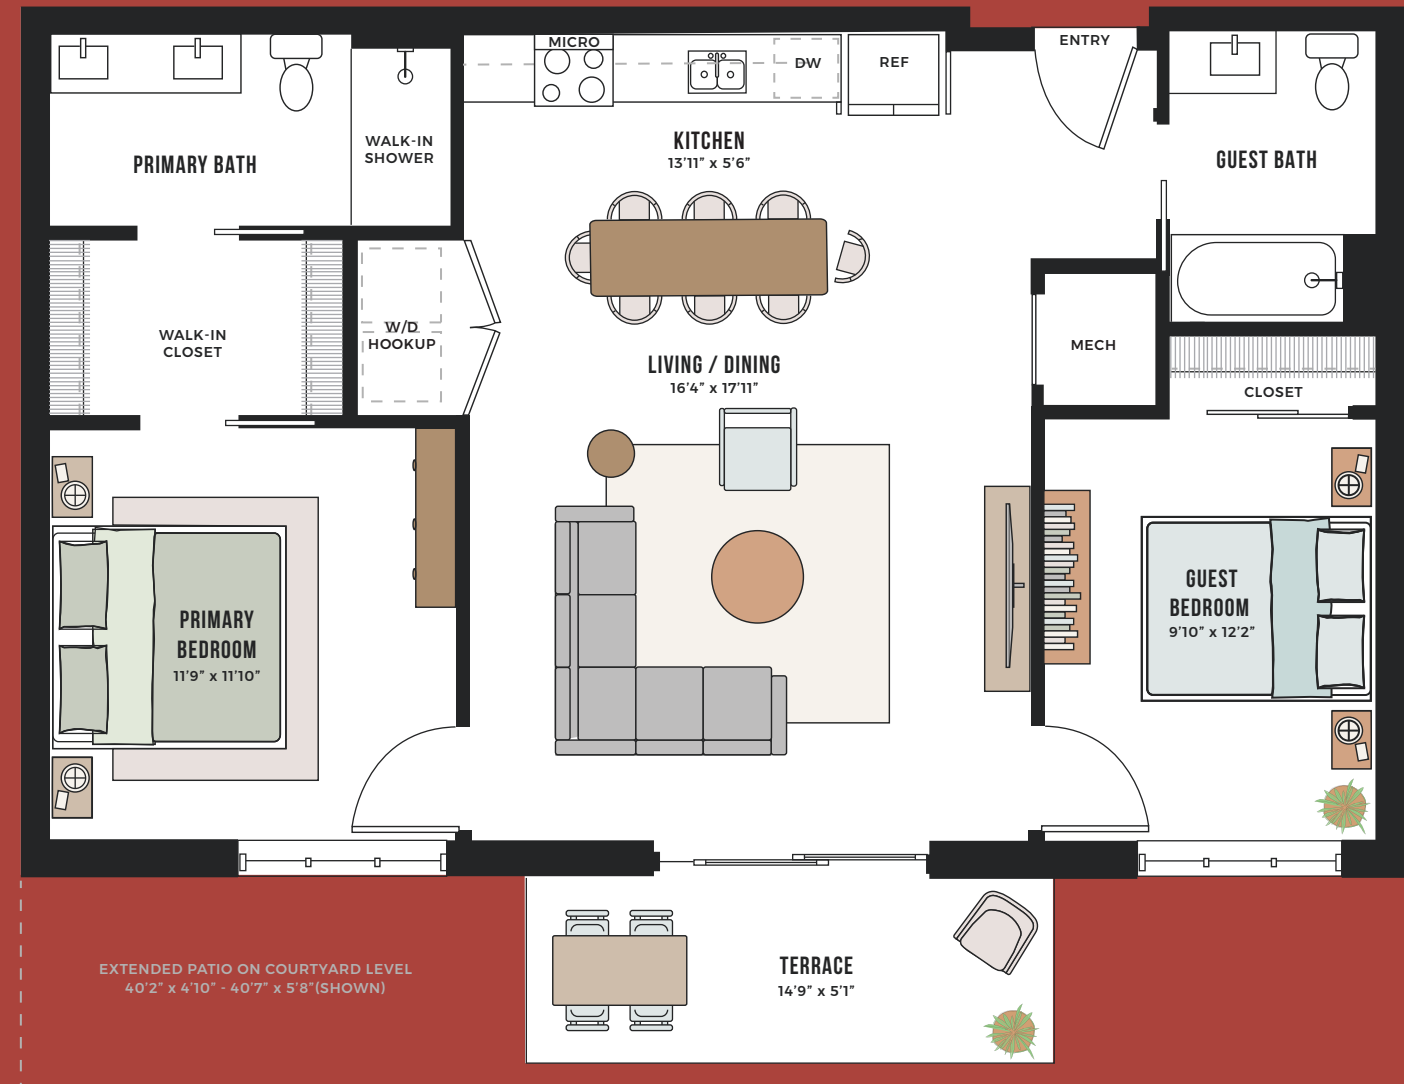 MICRO
ENTRY
DW
REF
WALK-IN
SHOWER
PRIMARY BATH
KITCHEN
13'11" x 5'6"
GUEST BATH
WALK-IN
CLOSET
W/D
HOOKUP
MECH
LIVING / DINING
16'4" x 17'11"
CLOSET
PRIMARY
BEDROOM
11'9" x 11'10"
GUEST
BEDROOM
9'10" x 12'2"
EXTENDED PATIO ON COURTYARD LEVEL
40'2" x 4'10" - 40'7" x 5'8"(SHOWN)
TERRACE
14'9" x 5'1"